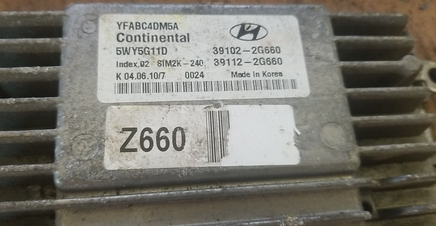 YFABC4DM5A
Continental
5WY5G11D 39102-2G660
Index.02 SIM2K-240 39112-2G660
K 04.06.10/7 0024 Made in Korea
Z660